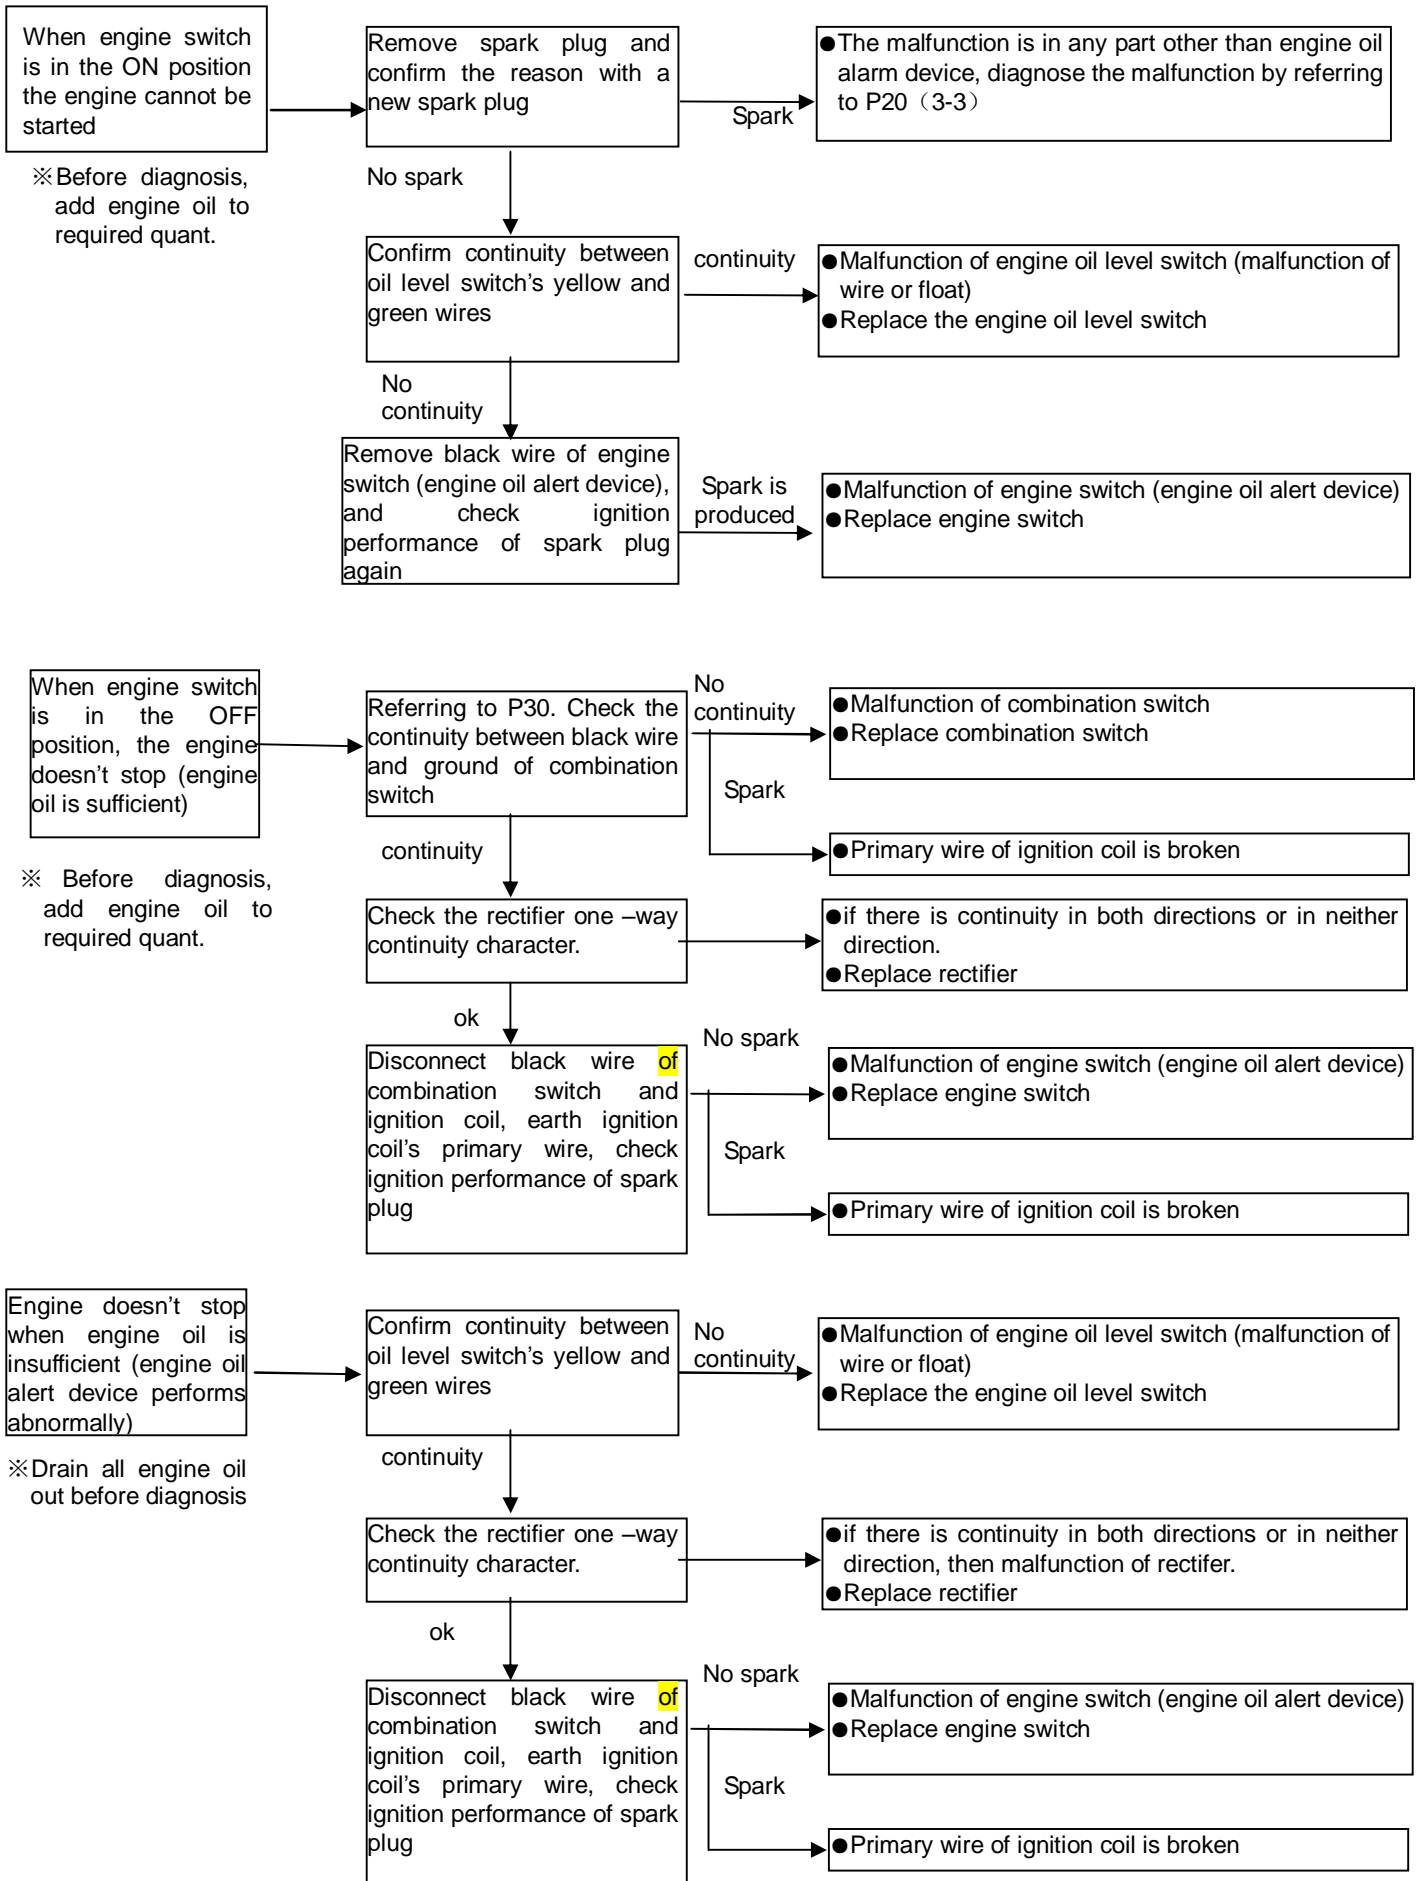 When engine switch
is in the ON position
the engine cannot be
started
※Before diagnosis,
add engine oil to
required quant.
Remove spark plug and
confirm the reason with a
new spark plug
Spark
●The malfunction is in any part other than engine oil
alarm device, diagnose the malfunction by referring
to P20（3-3）
No spark
Confirm continuity between
oil level switch’s yellow and
green wires
continuity
●Malfunction of engine oil level switch (malfunction of
wire or float)
●Replace the engine oil level switch
No
continuity
Remove black wire of engine
switch (engine oil alert device),
and check ignition
performance of spark plug
again
Spark is
produced
●Malfunction of engine switch (engine oil alert device)
●Replace engine switch
When engine switch
is in the OFF
position, the engine
doesn’t stop (engine
oil is sufficient)
※ Before diagnosis,
add engine oil to
required quant.
Referring to P30. Check the
continuity between black wire
and ground of combination
switch
No
continuity
●Malfunction of combination switch
●Replace combination switch
Spark
●Primary wire of ignition coil is broken
continuity
Check the rectifier one –way
continuity character.
●if there is continuity in both directions or in neither
direction.
●Replace rectifier
ok
Disconnect black wire of
combination switch and
ignition coil, earth ignition
coil’s primary wire, check
ignition performance of spark
plug
No spark
●Malfunction of engine switch (engine oil alert device)
●Replace engine switch
Spark
●Primary wire of ignition coil is broken
Engine doesn’t stop
when engine oil is
insufficient (engine oil
alert device performs
abnormally)
※Drain all engine oil
out before diagnosis
Confirm continuity between
oil level switch’s yellow and
green wires
No
continuity
●Malfunction of engine oil level switch (malfunction of
wire or float)
●Replace the engine oil level switch
continuity
Check the rectifier one –way
continuity character.
●if there is continuity in both directions or in neither
direction, then malfunction of rectifer.
●Replace rectifier
ok
Disconnect black wire of
combination switch and
ignition coil, earth ignition
coil’s primary wire, check
ignition performance of spark
plug
No spark
●Malfunction of engine switch (engine oil alert device)
●Replace engine switch
Spark
●Primary wire of ignition coil is broken